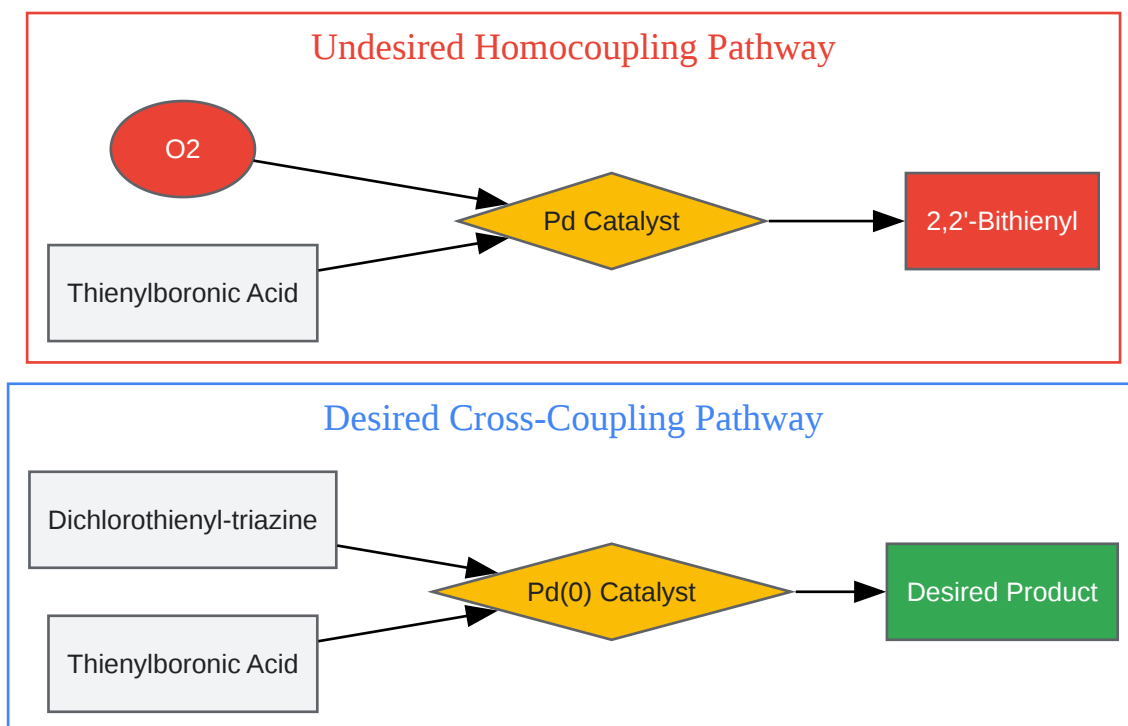 Undesired Homocoupling Pathway
O2
Pd Catalyst
2,2'-Bithienyl
Thienylboronic Acid
Desired Cross-Coupling Pathway
Dichlorothienyl-triazine
Pd(0) Catalyst
Desired Product
Thienylboronic Acid